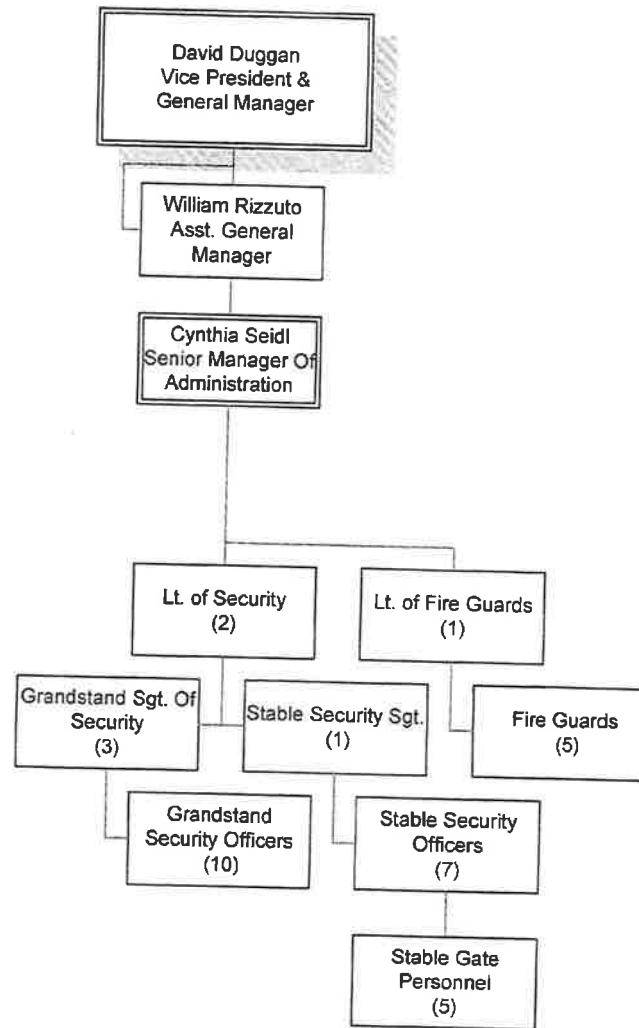 David Duggan
Vice President &
General Manager
William Rizzuto
Asst. General
Manager
Cynthia Seidl
Senior Manager Of
Administration
Lt. of Security
(2)
Lt. of Fire Guards
(1)
Grandstand Sgt. Of
Security
(3)
Stable Security Sgt.
(1)
Fire Guards
(5)
Grandstand
Security Officers
(10)
Stable Security
Officers
(7)
Stable Gate
Personnel
(5)